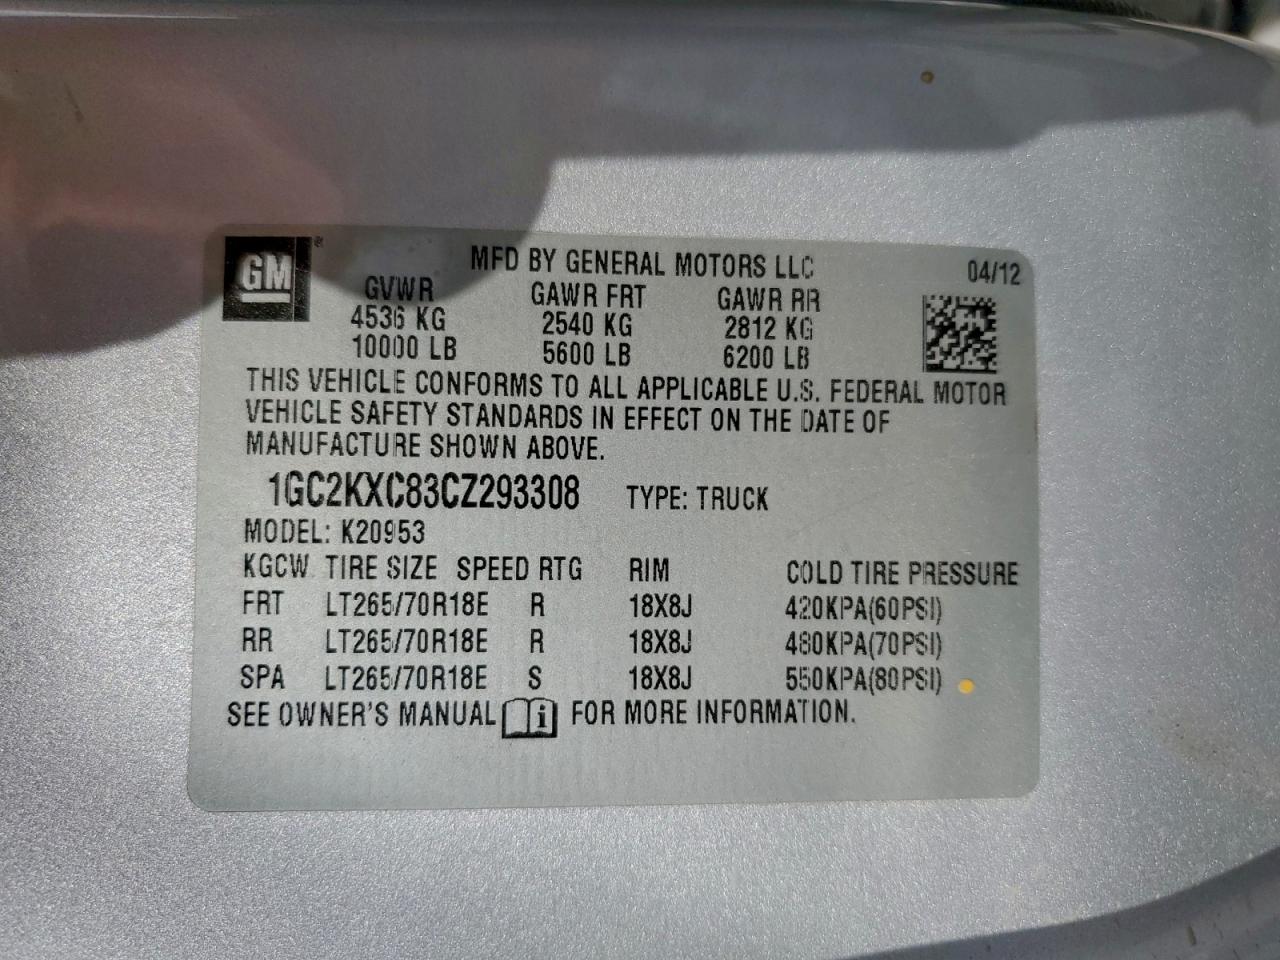 GM®
MFD BY GENERAL MOTORS LLC 04/12
GVWR GAWR FRT GAWR RR
4536 KG 2540 KG 2812 KG
10000 LB 5600 LB 6200 LB
THIS VEHICLE CONFORMS TO ALL APPLICABLE U.S. FEDERAL MOTOR
VEHICLE SAFETY STANDARDS IN EFFECT ON THE DATE OF
MANUFACTURE SHOWN ABOVE.
1GC2KXC83CZ293308 TYPE: TRUCK
MODEL: K20953
KGCW TIRE SIZE SPEED RTG RIM COLD TIRE PRESSURE
FRT LT265/70R18E R 18X8J 420KPA(60PSI)
RR LT265/70R18E R 18X8J 480KPA(70PSI)
SPA LT265/70R18E S 18X8J 550KPA(80PSI)
SEE OWNER'S MANUAL i FOR MORE INFORMATION.